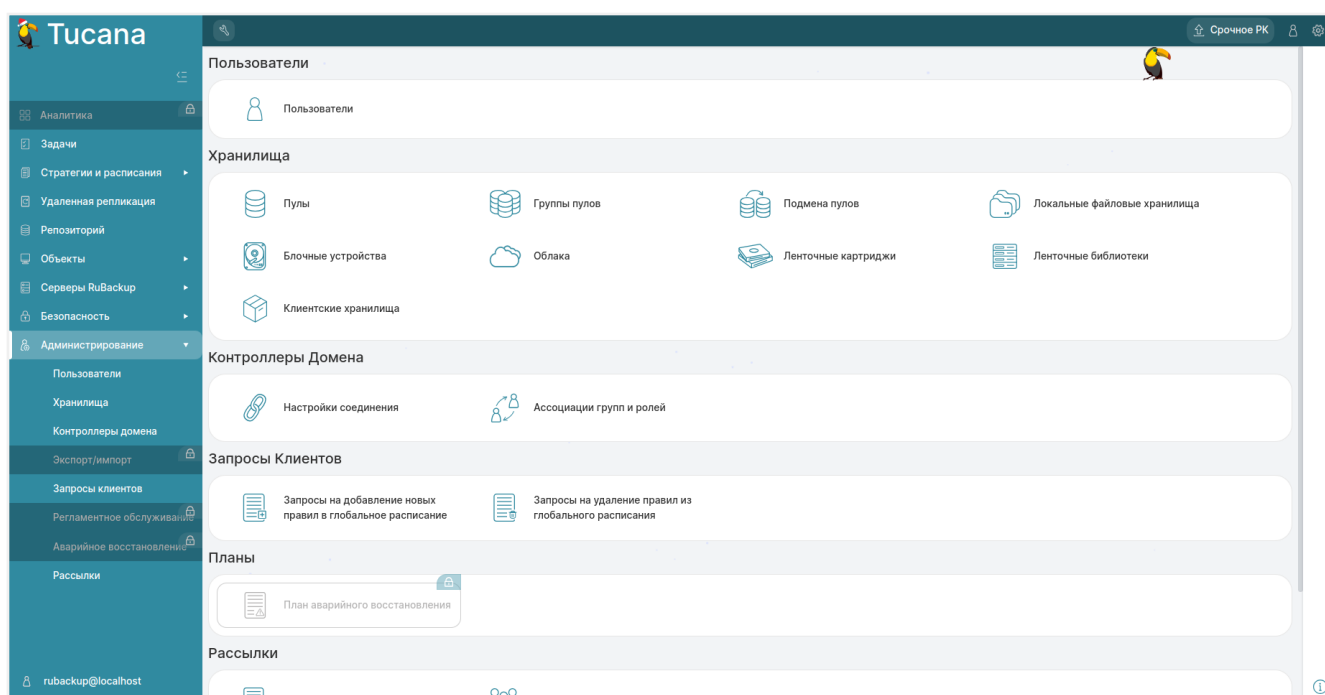 Tucana
Срочное РК
Аналитика
Задачи
Стратегии и расписания
Удаленная репликация
Репозиторий
Объекты
Серверы RuBackup
Безопасность
Администрирование
Пользователи
Хранилища
Контроллеры домена
Экспорт/импорт
Запросы клиентов
Регламентное обслуживание
Аварийное восстановление
Рассылки
rubackup@localhost
Пользователи
Пользователи
Хранилища
Пулы
Группы пулов
Подмена пулов
Локальные файловые хранилища
Блочные устройства
Облака
Ленточные картриджи
Ленточные библиотеки
Клиентские хранилища
Контроллеры Домена
Настройки соединения
Ассоциации групп и ролей
Запросы Клиентов
Запросы на добавление новых
правил в глобальное расписание
Запросы на удаление правил из
глобального расписания
Планы
План аварийного восстановления
Рассылки